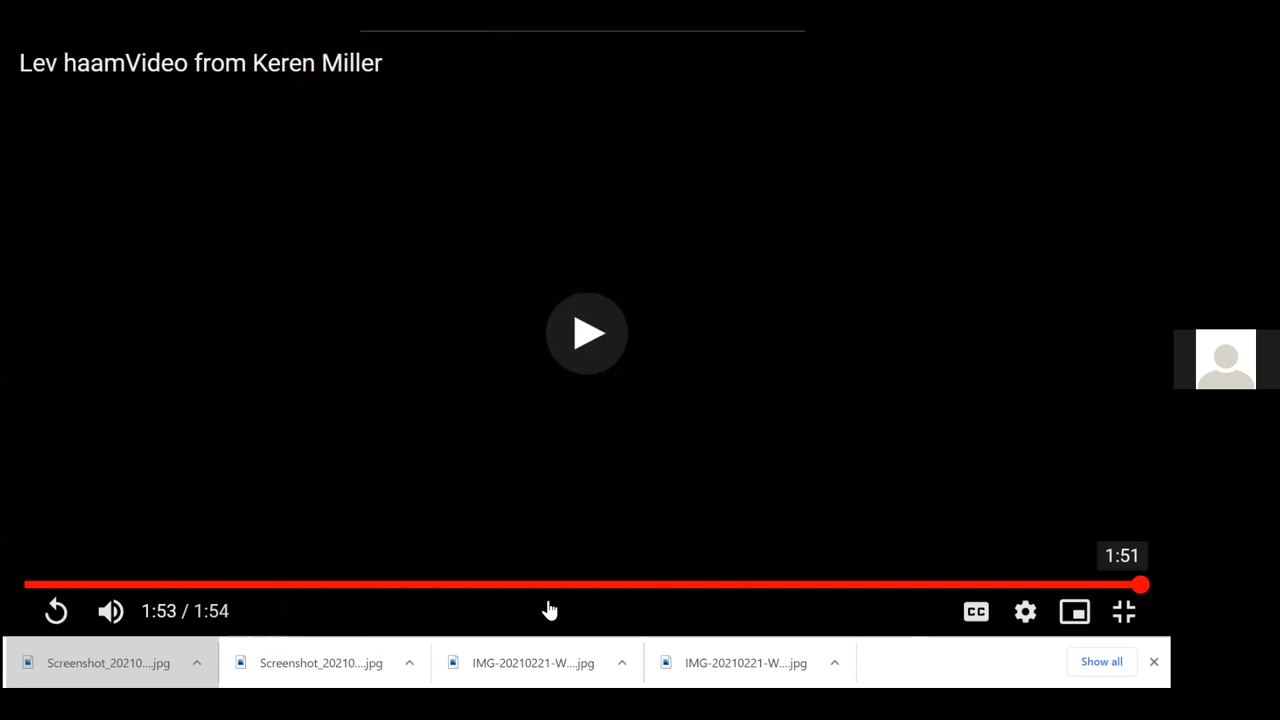 Lev haamVideo from Keren Miller
1:51
1:53 / 1:54
CC
Screenshot_20210....jpg
Screenshot_20210....jpg
IMG-20210221-W....jpg
IMG-20210221-W....jpg
Show all